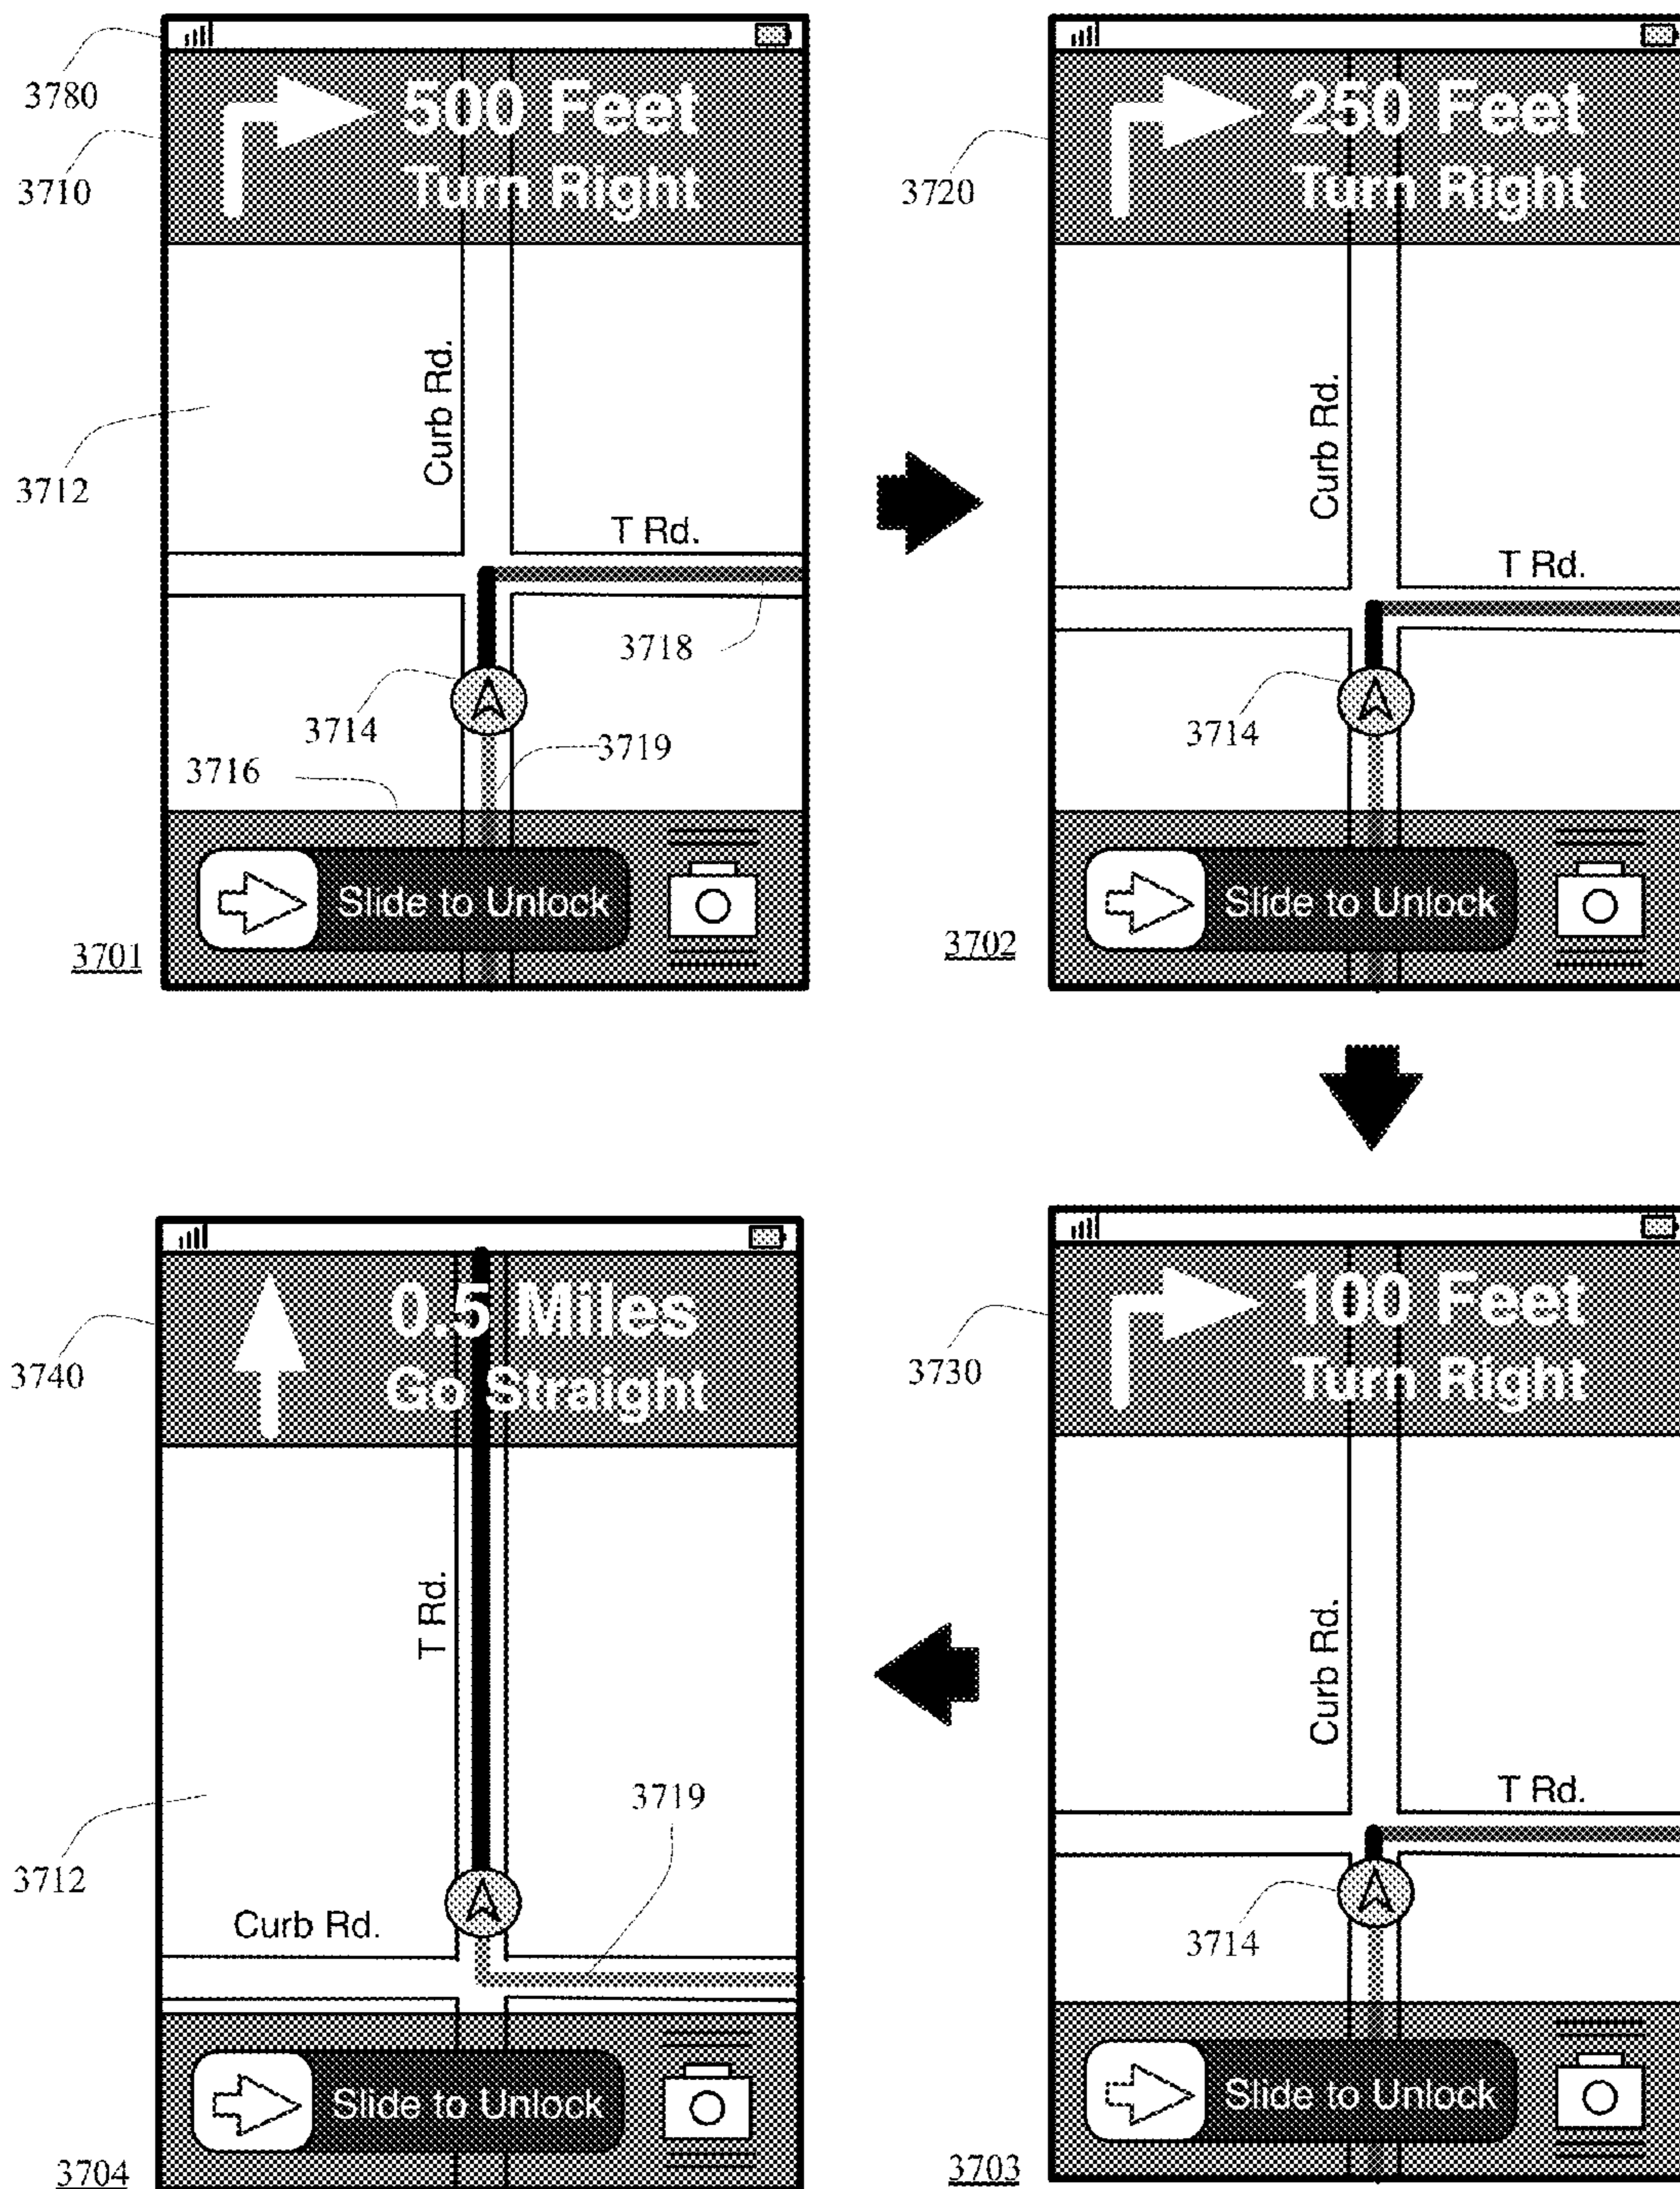 3780
3710
500 Feet
Turn Right
3712
Curb Rd.
T Rd.
3718
3714
3719
3716
Slide to Unlock
3701
3720
250 Feet
Turn Right
Curb Rd.
T Rd.
3714
Slide to Unlock
3702
3740
0.5 Miles
Go Straight
T Rd.
3719
3712
Curb Rd.
Slide to Unlock
3704
3730
100 Feet
Turn Right
Curb Rd.
T Rd.
3714
Slide to Unlock
3703